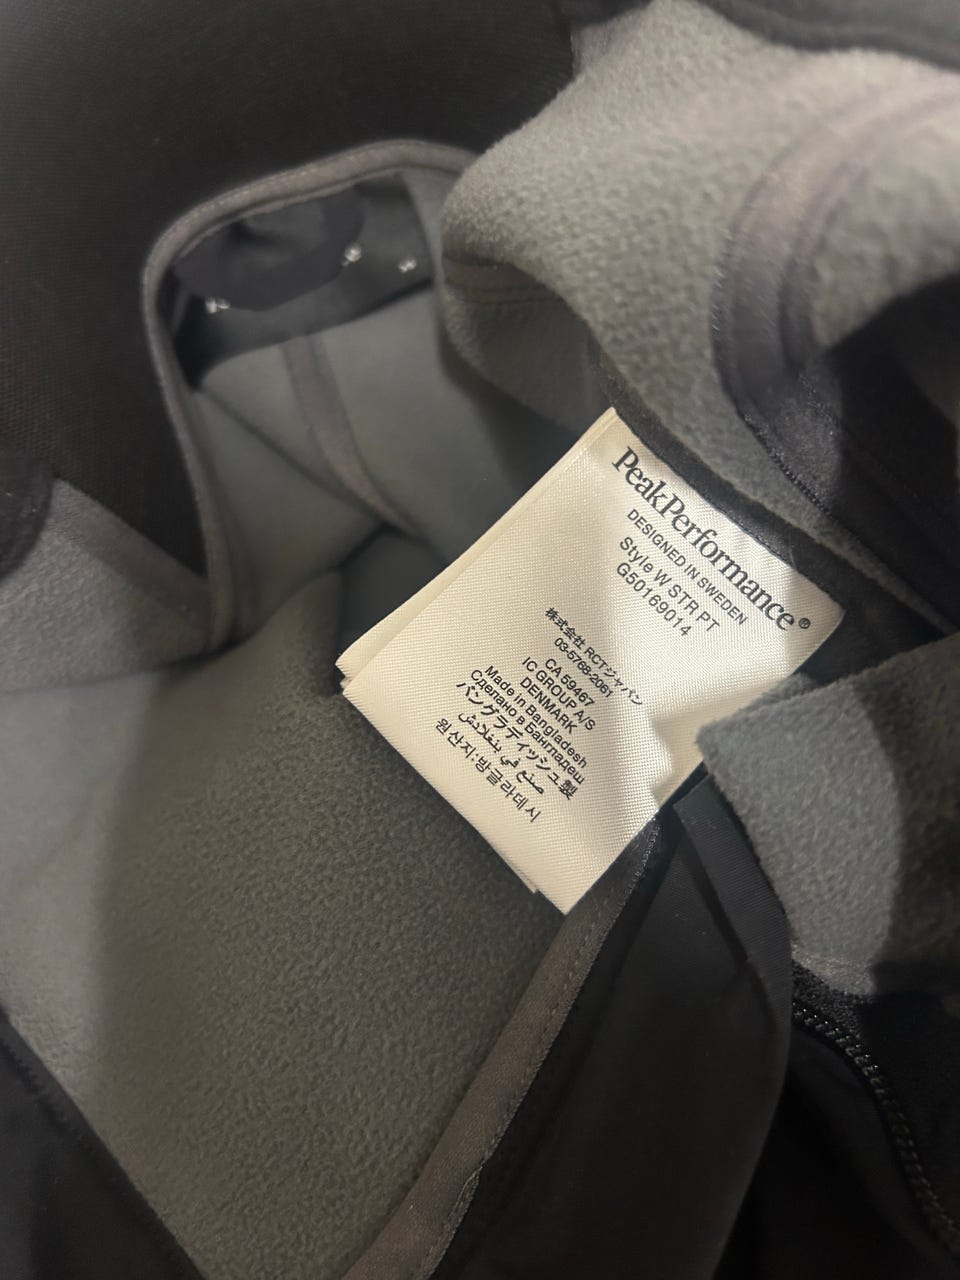 PeakPerformance®
DESIGNED IN SWEDEN
Style W STR PT
G50169014
株式会社 RCTジャパン
03-5768-2061
CA 59467
IC GROUP A/S
DENMARK
Made in Bangladesh
Сделано в Бангладеш
バングラディッシュ製
صنع في بنغلاديش
원산지:방글라데시